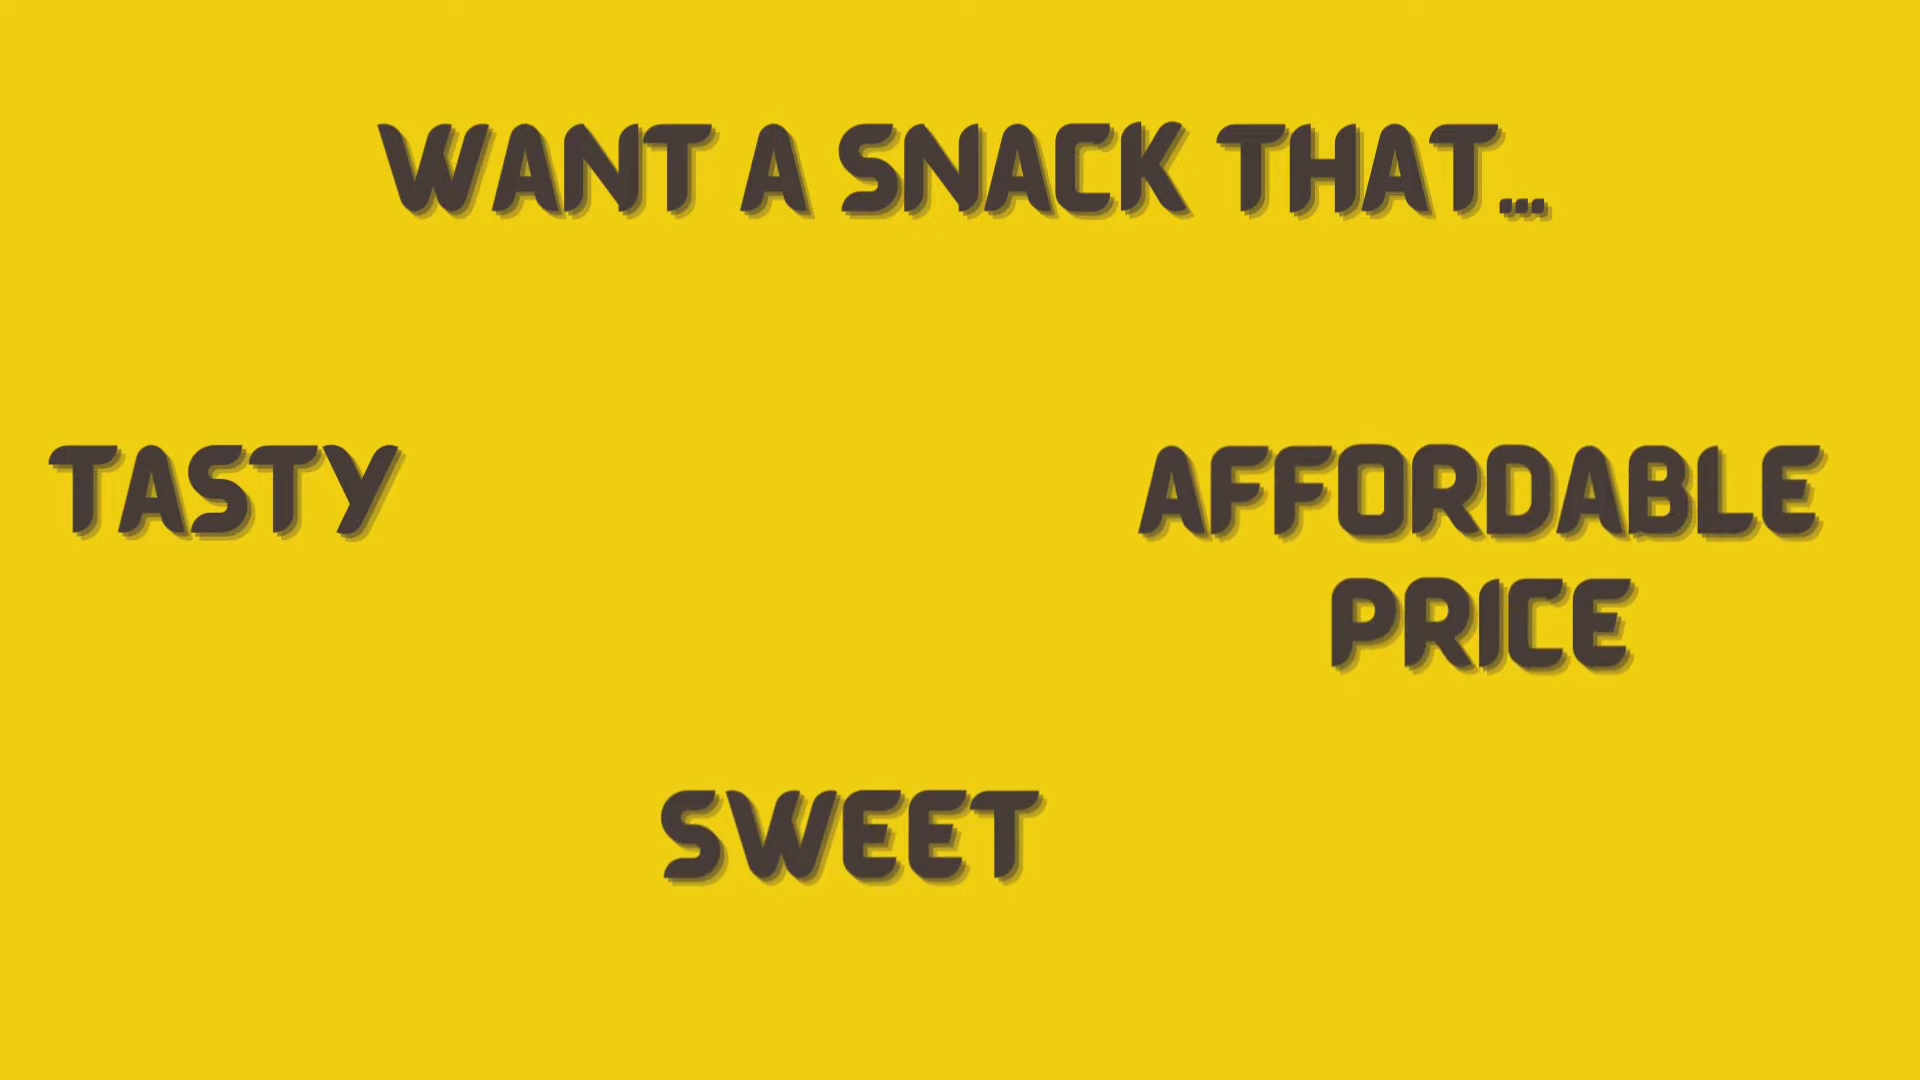 WANT A SNACK THAT...
TASTY
AFFORDABLE
PRICE
SWEET